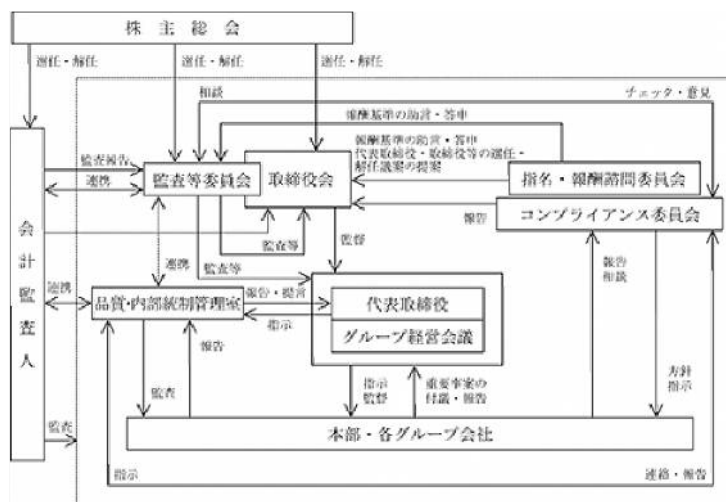 株主総会
選任・解任
選任・解任
選任・解任
相談
チェック・意見
報酬基準の助言・答申
報酬基準の助言・答申
代表取締役・取締役等の選任・
解任議案の提案
監査報告
連携
監査等委員会
取締役会
指名・報酬諮問委員会
コンプライアンス委員会
会計監査人
監査等
監督
報告
連携
監査等
報告
相談
連携
品質・内部統制管理室
報告・提言
指示
代表取締役
グループ経営会議
報告
監査
指示
監督
重要事案の
付議・報告
方針
指示
本部・各グループ会社
監査
指示
連絡・報告